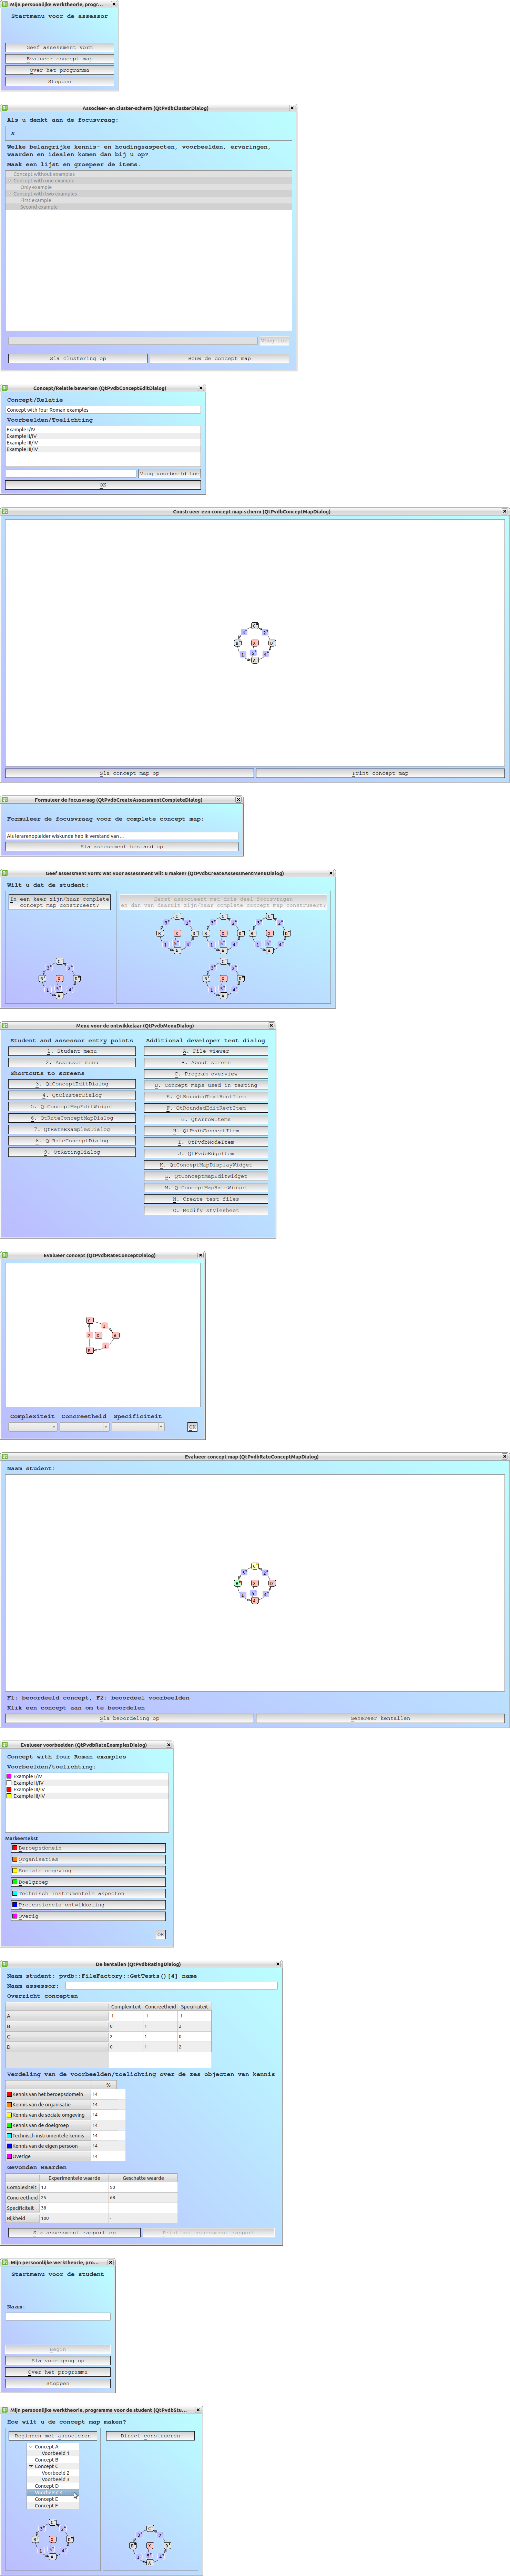 Mijn persoonlijke werktheorie, progr...
Startmenu voor de assessor
Geef assessment vorm
Evalueer concept map
Over het programma
Stoppen
Associeer- en cluster-scherm (QtPvdbClusterDialog)
Als u denkt aan de focusvraag:
X
Welke belangrijke kennis- en houdingsaspecten, voorbeelden, ervaringen,
waarden en idealen komen dan bij u op?
Maak een lijst en groepeer de items.
Concept without examples
Concept with one example
Only example
Concept with two examples
First example
Second example
Voeg toe
Sla clustering op
Bouw de concept map
Concept/Relatie bewerken (QtPvdbConceptEditDialog)
Concept/Relatie
Concept with four Roman examples
Voorbeelden/Toelichting
Example I/IV
Example II/IV
Example III/IV
Example III/IV
Voeg voorbeeld toe
OK
Construeer een concept map-scherm (QtPvdbConceptMapDialog)
C
3 2
B X D
1 5 4
A
Sla concept map op
Print concept map
Formuleer de focusvraag (QtPvdbCreateAssessmentCompleteDialog)
Formuleer de focusvraag voor de complete concept map:
Als lerarenopleider wiskunde heb ik verstand van ...
Sla assessment bestand op
Geef assessment vorm: wat voor assessment wilt u maken? (QtPvdbCreateAssessmentMenuDialog)
Wilt u dat de student:
In een keer zijn/haar complete
concept map construeert?
Eerst associeert met drie deel-focusvragen
en dan van daaruit zijn/haar complete concept map construeert?
Menu voor de ontwikkelaar (QtPvdbMenuDialog)
Student and assessor entry points
1. Student menu
2. Assessor menu
Shortcuts to screens
3. QtConceptEditDialog
4. QtClusterDialog
5. QtConceptMapEditWidget
6. QtRateConceptMapDialog
7. QtRateExamplesDialog
8. QtRateConceptDialog
9. QtRatingDialog
Additional developer test dialog
A. File viewer
B. About screen
C. Program overview
D. Concept maps used in testing
E. QtRoundedTextRectItem
F. QtRoundedEditRectItem
G. QtArrowItems
H. QtPvdbConceptItem
I. QtPvdbNodeItem
J. QtPvdbEdgeItem
K. QtConceptMapDisplayWidget
L. QtConceptMapEditWidget
M. QtConceptMapRateWidget
N. Create test files
O. Modify stylesheet
Evalueer concept (QtPvdbRateConceptDialog)
C
3
2 X A
1
B
Complexiteit Concreetheid Specificiteit
OK
Evalueer concept map (QtPvdbRateConceptMapDialog)
Naam student:
C
3 2
B X D
1 5 4
A
F1: beoordeeld concept, F2: beoordeel voorbeelden
Klik een concept aan om te beoordelen
Sla beoordeling op
Genereer kentallen
Evalueer voorbeelden (QtPvdbRateExamplesDialog)
Concept with four Roman examples
Voorbeelden/toelichting:
Example I/IV
Example II/IV
Example III/IV
Example III/IV
Markeertekst
Beroepsdomein
Organisaties
Sociale omgeving
Doelgroep
Technisch instrumentele aspecten
Professionele ontwikkeling
Overig
OK
De kentallen (QtPvdbRatingDialog)
Naam student: pvdb::FileFactory::GetTests()[4] name
Naam assessor:
Overzicht concepten
Complexiteit Concreetheid Specificiteit
A -1 -1 -1
B 0 1 2
C 2 1 0
D 0 1 2
Verdeling van de voorbeelden/toelichting over de zes objecten van kennis
%
Kennis van het beroepsdomein 14
Kennis van de organisatie 14
Kennis van de sociale omgeving 14
Kennis van de doelgroep 14
Technisch instrumentele kennis 14
Kennis van de eigen persoon 14
Overige 14
Gevonden waarden
Experimentele waarde Geschatte waarde
Complexiteit 13 90
Concreetheid 25 68
Specificiteit 38 -
Rijkheid 100 -
Sla assessment rapport op
Print het assessment rapport
Mijn persoonlijke werktheorie, pro...
Startmenu voor de student
Naam:
Begin
Sla voortgang op
Over het programma
Stoppen
Mijn persoonlijke werktheorie, programma voor de student (QtPvdbStu...
Hoe wilt u de concept map maken?
Beginnen met associeren
Direct construeren
Concept A
Voorbeeld 1
Concept B
Concept C
Voorbeeld 2
Voorbeeld 3
Concept D
Voorbeeld 4
Concept E
Concept F